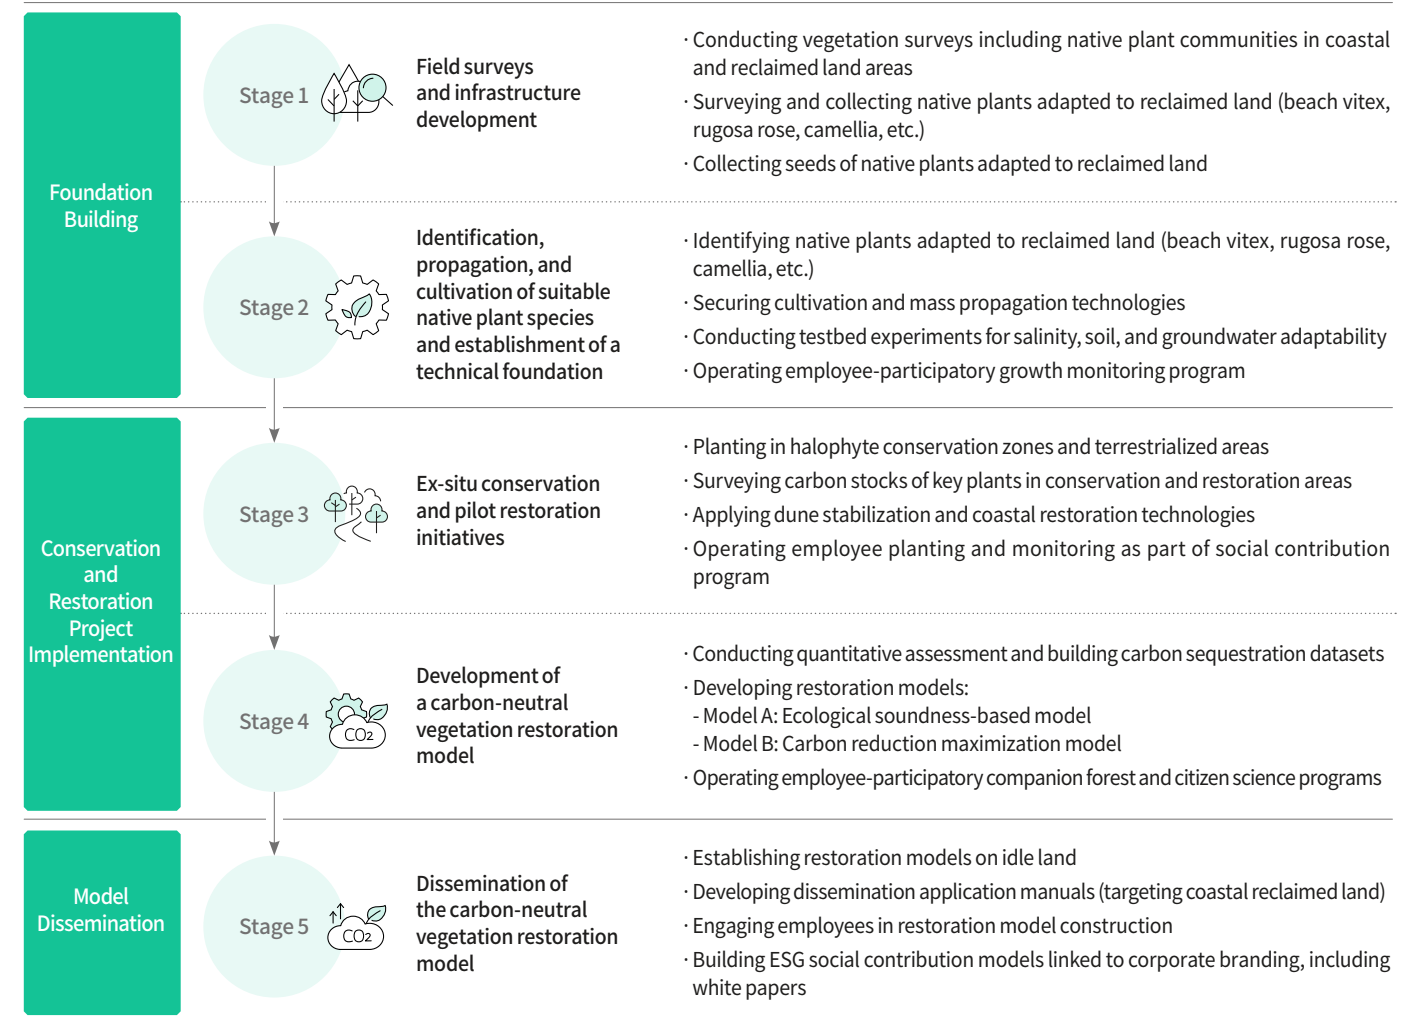 Foundation
Building
Stage 1
Field surveys
and infrastructure
development
· Conducting vegetation surveys including native plant communities in coastal
and reclaimed land areas
· Surveying and collecting native plants adapted to reclaimed land (beach vitex,
rugosa rose, camellia, etc.)
· Collecting seeds of native plants adapted to reclaimed land
Stage 2
Identification,
propagation, and
cultivation of suitable
native plant species
and establishment of a
technical foundation
· Identifying native plants adapted to reclaimed land (beach vitex, rugosa rose,
camellia, etc.)
· Securing cultivation and mass propagation technologies
· Conducting testbed experiments for salinity, soil, and groundwater adaptability
· Operating employee-participatory growth monitoring program
Conservation
and
Restoration
Project
Implementation
Stage 3
Ex-situ conservation
and pilot restoration
initiatives
· Planting in halophyte conservation zones and terrestrialized areas
· Surveying carbon stocks of key plants in conservation and restoration areas
· Applying dune stabilization and coastal restoration technologies
· Operating employee planting and monitoring as part of social contribution
program
Stage 4
CO2
Development of
a carbon-neutral
vegetation restoration
model
· Conducting quantitative assessment and building carbon sequestration datasets
· Developing restoration models:
- Model A: Ecological soundness-based model
- Model B: Carbon reduction maximization model
· Operating employee-participatory companion forest and citizen science programs
Model
Dissemination
Stage 5
CO2
Dissemination of
the carbon-neutral
vegetation restoration
model
· Establishing restoration models on idle land
· Developing dissemination application manuals (targeting coastal reclaimed land)
· Engaging employees in restoration model construction
· Building ESG social contribution models linked to corporate branding, including
white papers